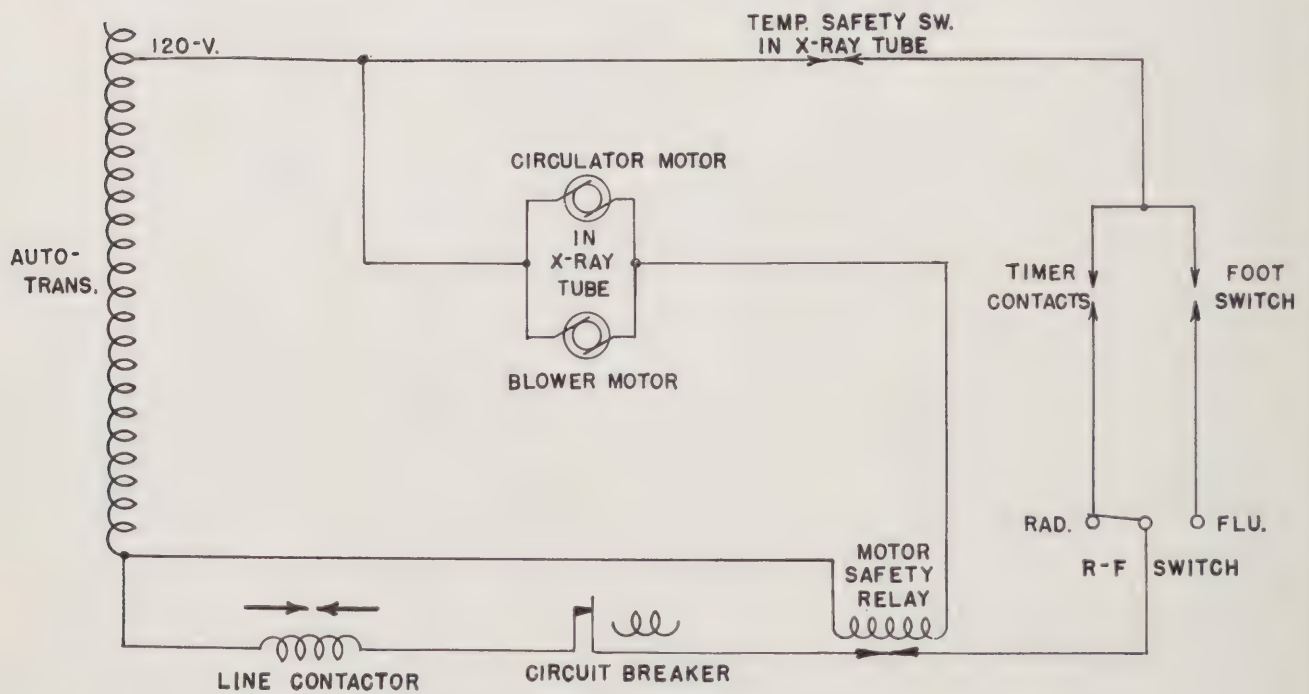 TEMP. SAFETY SW.
IN X-RAY TUBE
120-V.
CIRCULATOR MOTOR
IN
X-RAY
TUBE
BLOWER MOTOR
AUTO-
TRANS.
TIMER
CONTACTS
FOOT
SWITCH
RAD.
FLU.
R-F SWITCH
MOTOR
SAFETY
RELAY
LINE CONTACTOR
CIRCUIT BREAKER